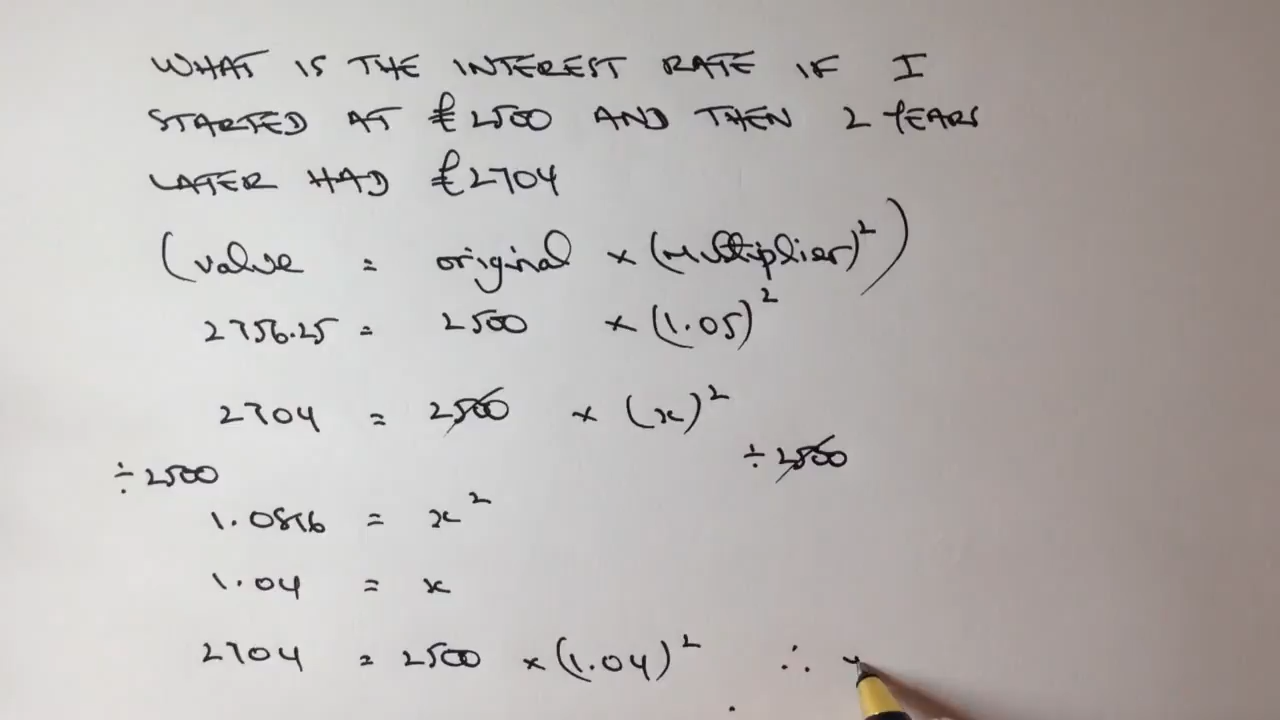 WHAT IS THE INTEREST RATE IF I
STARTED AT £2500 AND THEN 2 YEARS
LATER HAD £2704
(value = original × (Multiplier)²)
2756.25 = 2500 × (1.05)²
2704 = 2500 × (x)²
÷ 2500 ÷ 2500
1.0816 = x²
1.04 = x
2704 = 2500 × (1.04)² ∴